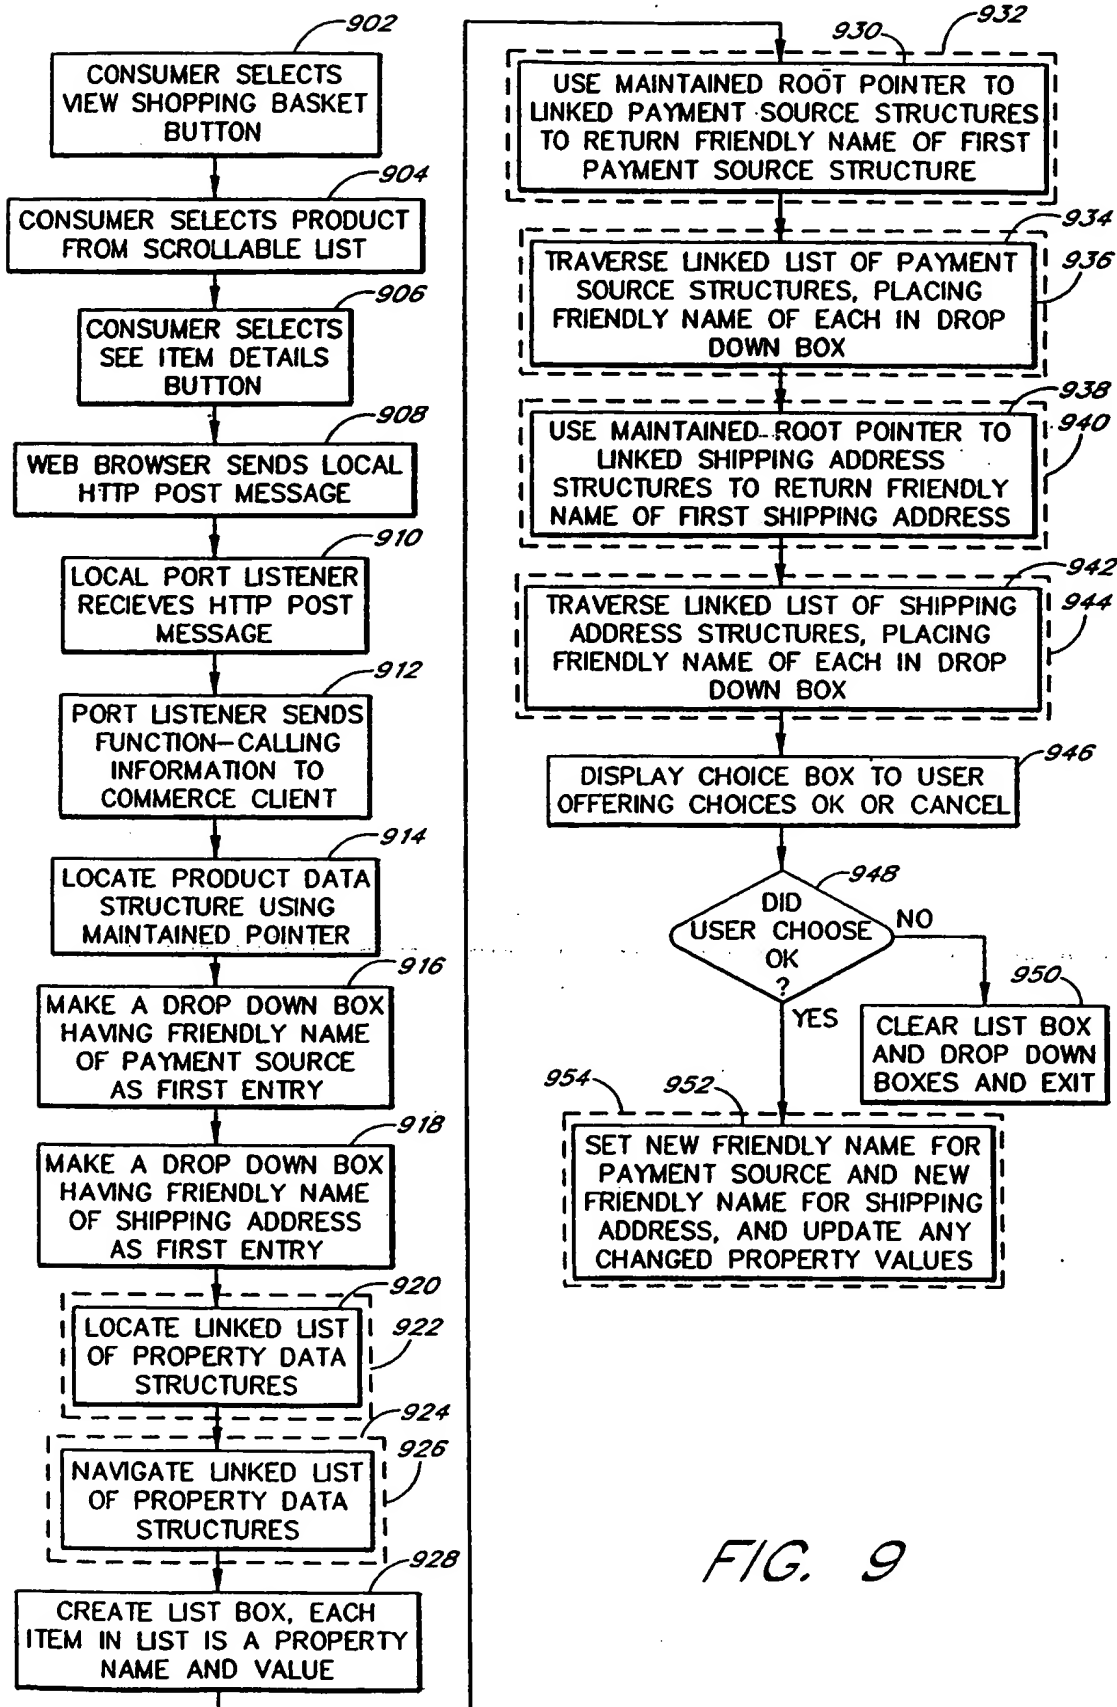 902
CONSUMER SELECTS
VIEW SHOPPING BASKET
BUTTON
904
CONSUMER SELECTS PRODUCT
FROM SCROLLABLE LIST
906
CONSUMER SELECTS
SEE ITEM DETAILS
BUTTON
908
WEB BROWSER SENDS LOCAL
HTTP POST MESSAGE
910
LOCAL PORT LISTENER
RECIEVES HTTP POST
MESSAGE
912
PORT LISTENER SENDS
FUNCTION-CALLING
INFORMATION TO
COMMERCE CLIENT
914
LOCATE PRODUCT DATA
STRUCTURE USING
MAINTAINED POINTER
916
MAKE A DROP DOWN BOX
HAVING FRIENDLY NAME
OF PAYMENT SOURCE
AS FIRST ENTRY
918
MAKE A DROP DOWN BOX
HAVING FRIENDLY NAME
OF SHIPPING ADDRESS
AS FIRST ENTRY
920
LOCATE LINKED LIST
OF PROPERTY DATA
STRUCTURES
922
924
NAVIGATE LINKED LIST
OF PROPERTY DATA
STRUCTURES
926
928
CREATE LIST BOX, EACH
ITEM IN LIST IS A PROPERTY
NAME AND VALUE
930
932
USE MAINTAINED ROOT POINTER TO
LINKED PAYMENT SOURCE STRUCTURES
TO RETURN FRIENDLY NAME OF FIRST
PAYMENT SOURCE STRUCTURE
934
TRAVERSE LINKED LIST OF PAYMENT
SOURCE STRUCTURES, PLACING
FRIENDLY NAME OF EACH IN DROP
DOWN BOX
936
938
USE MAINTAINED ROOT POINTER TO
LINKED SHIPPING ADDRESS
STRUCTURES TO RETURN FRIENDLY
NAME OF FIRST SHIPPING ADDRESS
940
942
TRAVERSE LINKED LIST OF SHIPPING
ADDRESS STRUCTURES, PLACING
FRIENDLY NAME OF EACH IN DROP
DOWN BOX
944
946
DISPLAY CHOICE BOX TO USER
OFFERING CHOICES OK OR CANCEL
948
DID
USER CHOOSE
OK
?
NO
YES
950
CLEAR LIST BOX
AND DROP DOWN
BOXES AND EXIT
954
952
SET NEW FRIENDLY NAME FOR
PAYMENT SOURCE AND NEW
FRIENDLY NAME FOR SHIPPING
ADDRESS, AND UPDATE ANY
CHANGED PROPERTY VALUES
FIG. 9